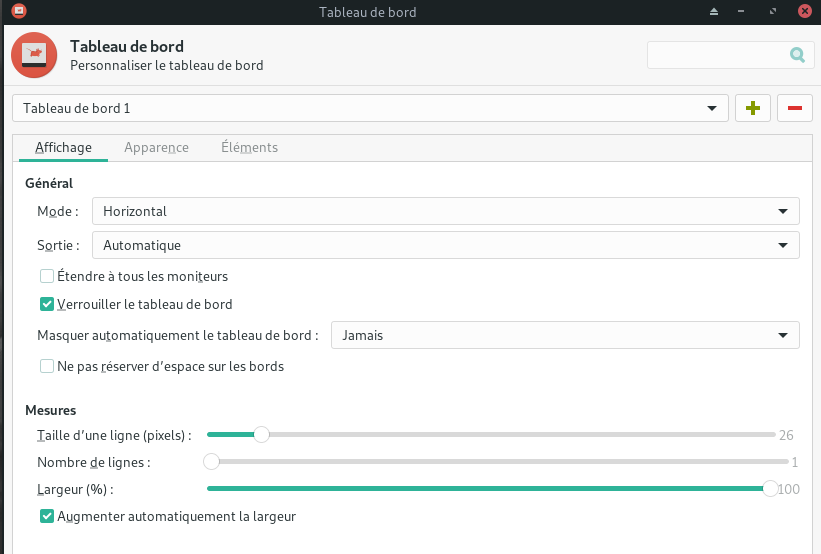 Tableau de bord
Tableau de bord
Personnaliser le tableau de bord
Tableau de bord 1
Affichage Apparence Éléments
Général
Mode : Horizontal
Sortie : Automatique
Étendre à tous les moniteurs
Verrouiller le tableau de bord
Masquer automatiquement le tableau de bord : Jamais
Ne pas réserver d’espace sur les bords
Mesures
Taille d’une ligne (pixels) : 26
Nombre de lignes : 1
Largeur (%) : 100
Augmenter automatiquement la largeur